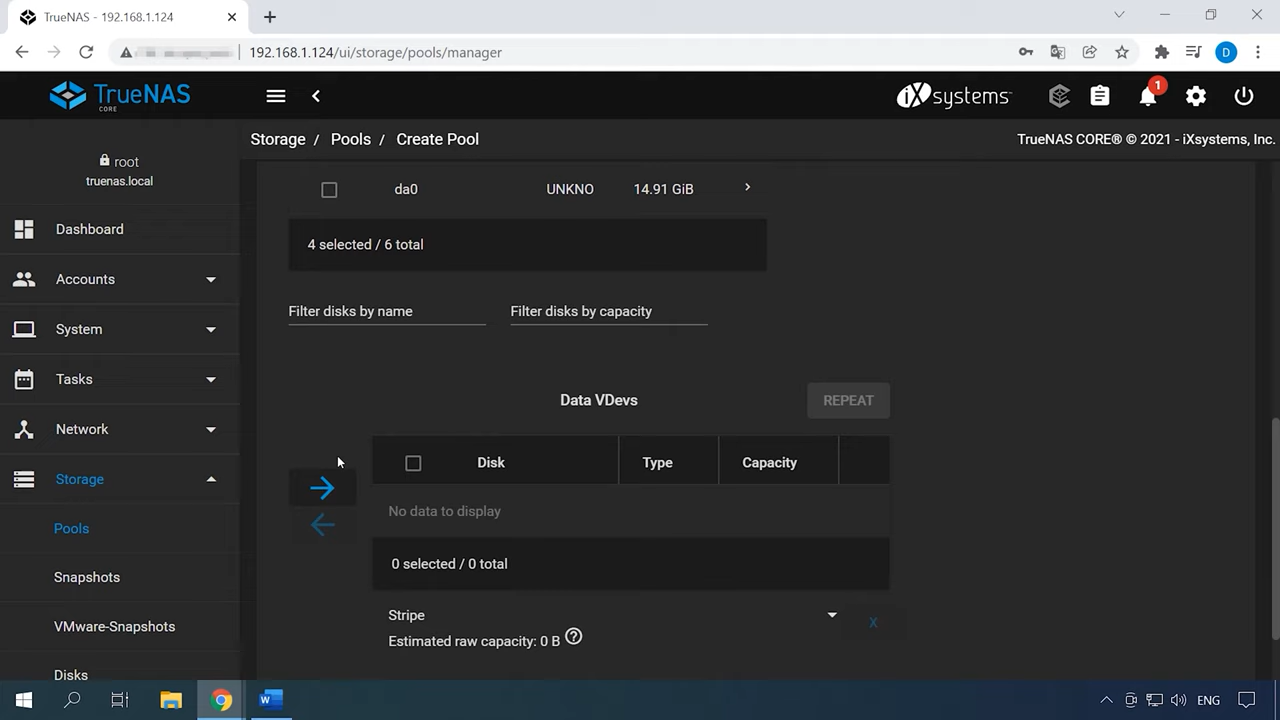 TrueNAS - 192.168.1.124
192.168.1.124/ui/storage/pools/manager
D
TrueNAS
CORE
iXsystems™
1
Storage / Pools / Create Pool
TrueNAS CORE® © 2021 - iXsystems, Inc.
root
truenas.local
Dashboard
Accounts
System
Tasks
Network
Storage
Pools
Snapshots
VMware-Snapshots
Disks
da0 UNKNO 14.91 GiB
4 selected / 6 total
Filter disks by name Filter disks by capacity
Data VDevs REPEAT
Disk Type Capacity
No data to display
0 selected / 0 total
Stripe
X
Estimated raw capacity: 0 B ?
W
ENG